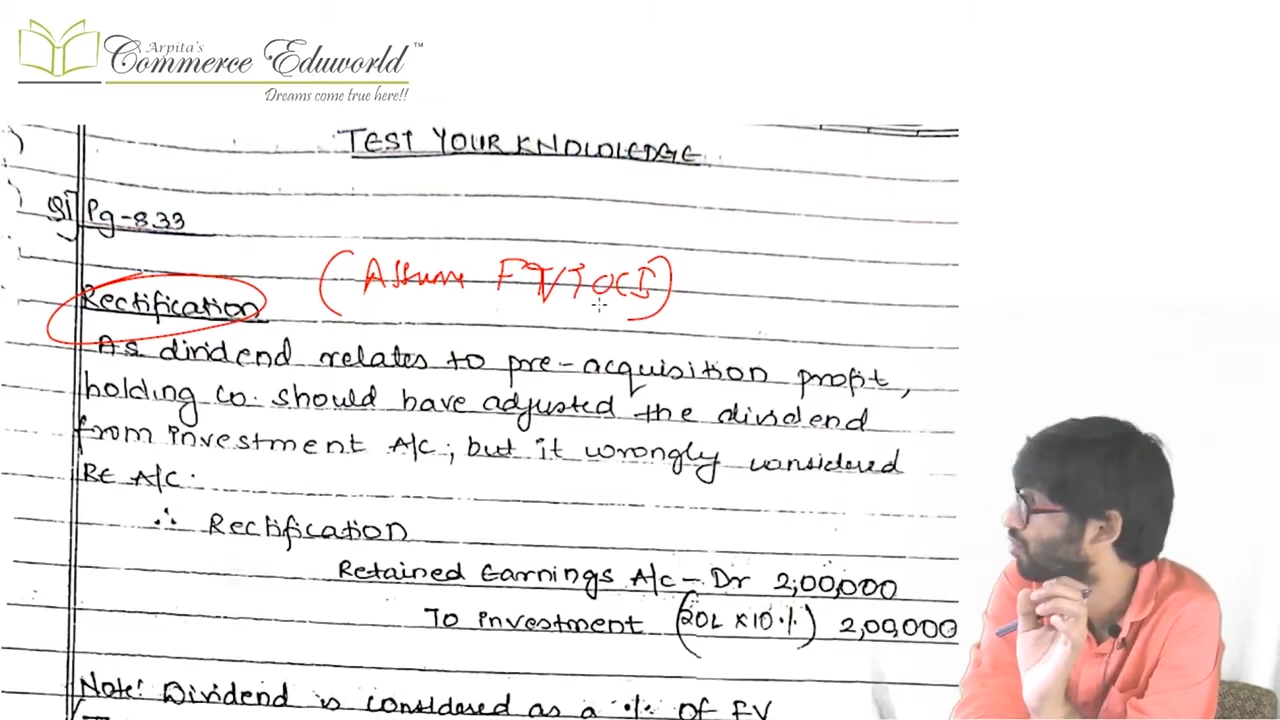 Arpita's
Commerce Eduworld™
Dreams come true here!!
TEST YOUR KNOWLEDGE
Pg-8.33
(Assume FVTOCI)
Rectification
As dividend relates to pre-acquisition profit,
holding co. should have adjusted the dividend
from investment A/c; but it wrongly considered
RE A/c.
∴ Rectification
Retained Earnings A/c - Dr 2,00,000
To investment (20L x10%) 2,00,000
Note: Dividend is considered as a % of FV